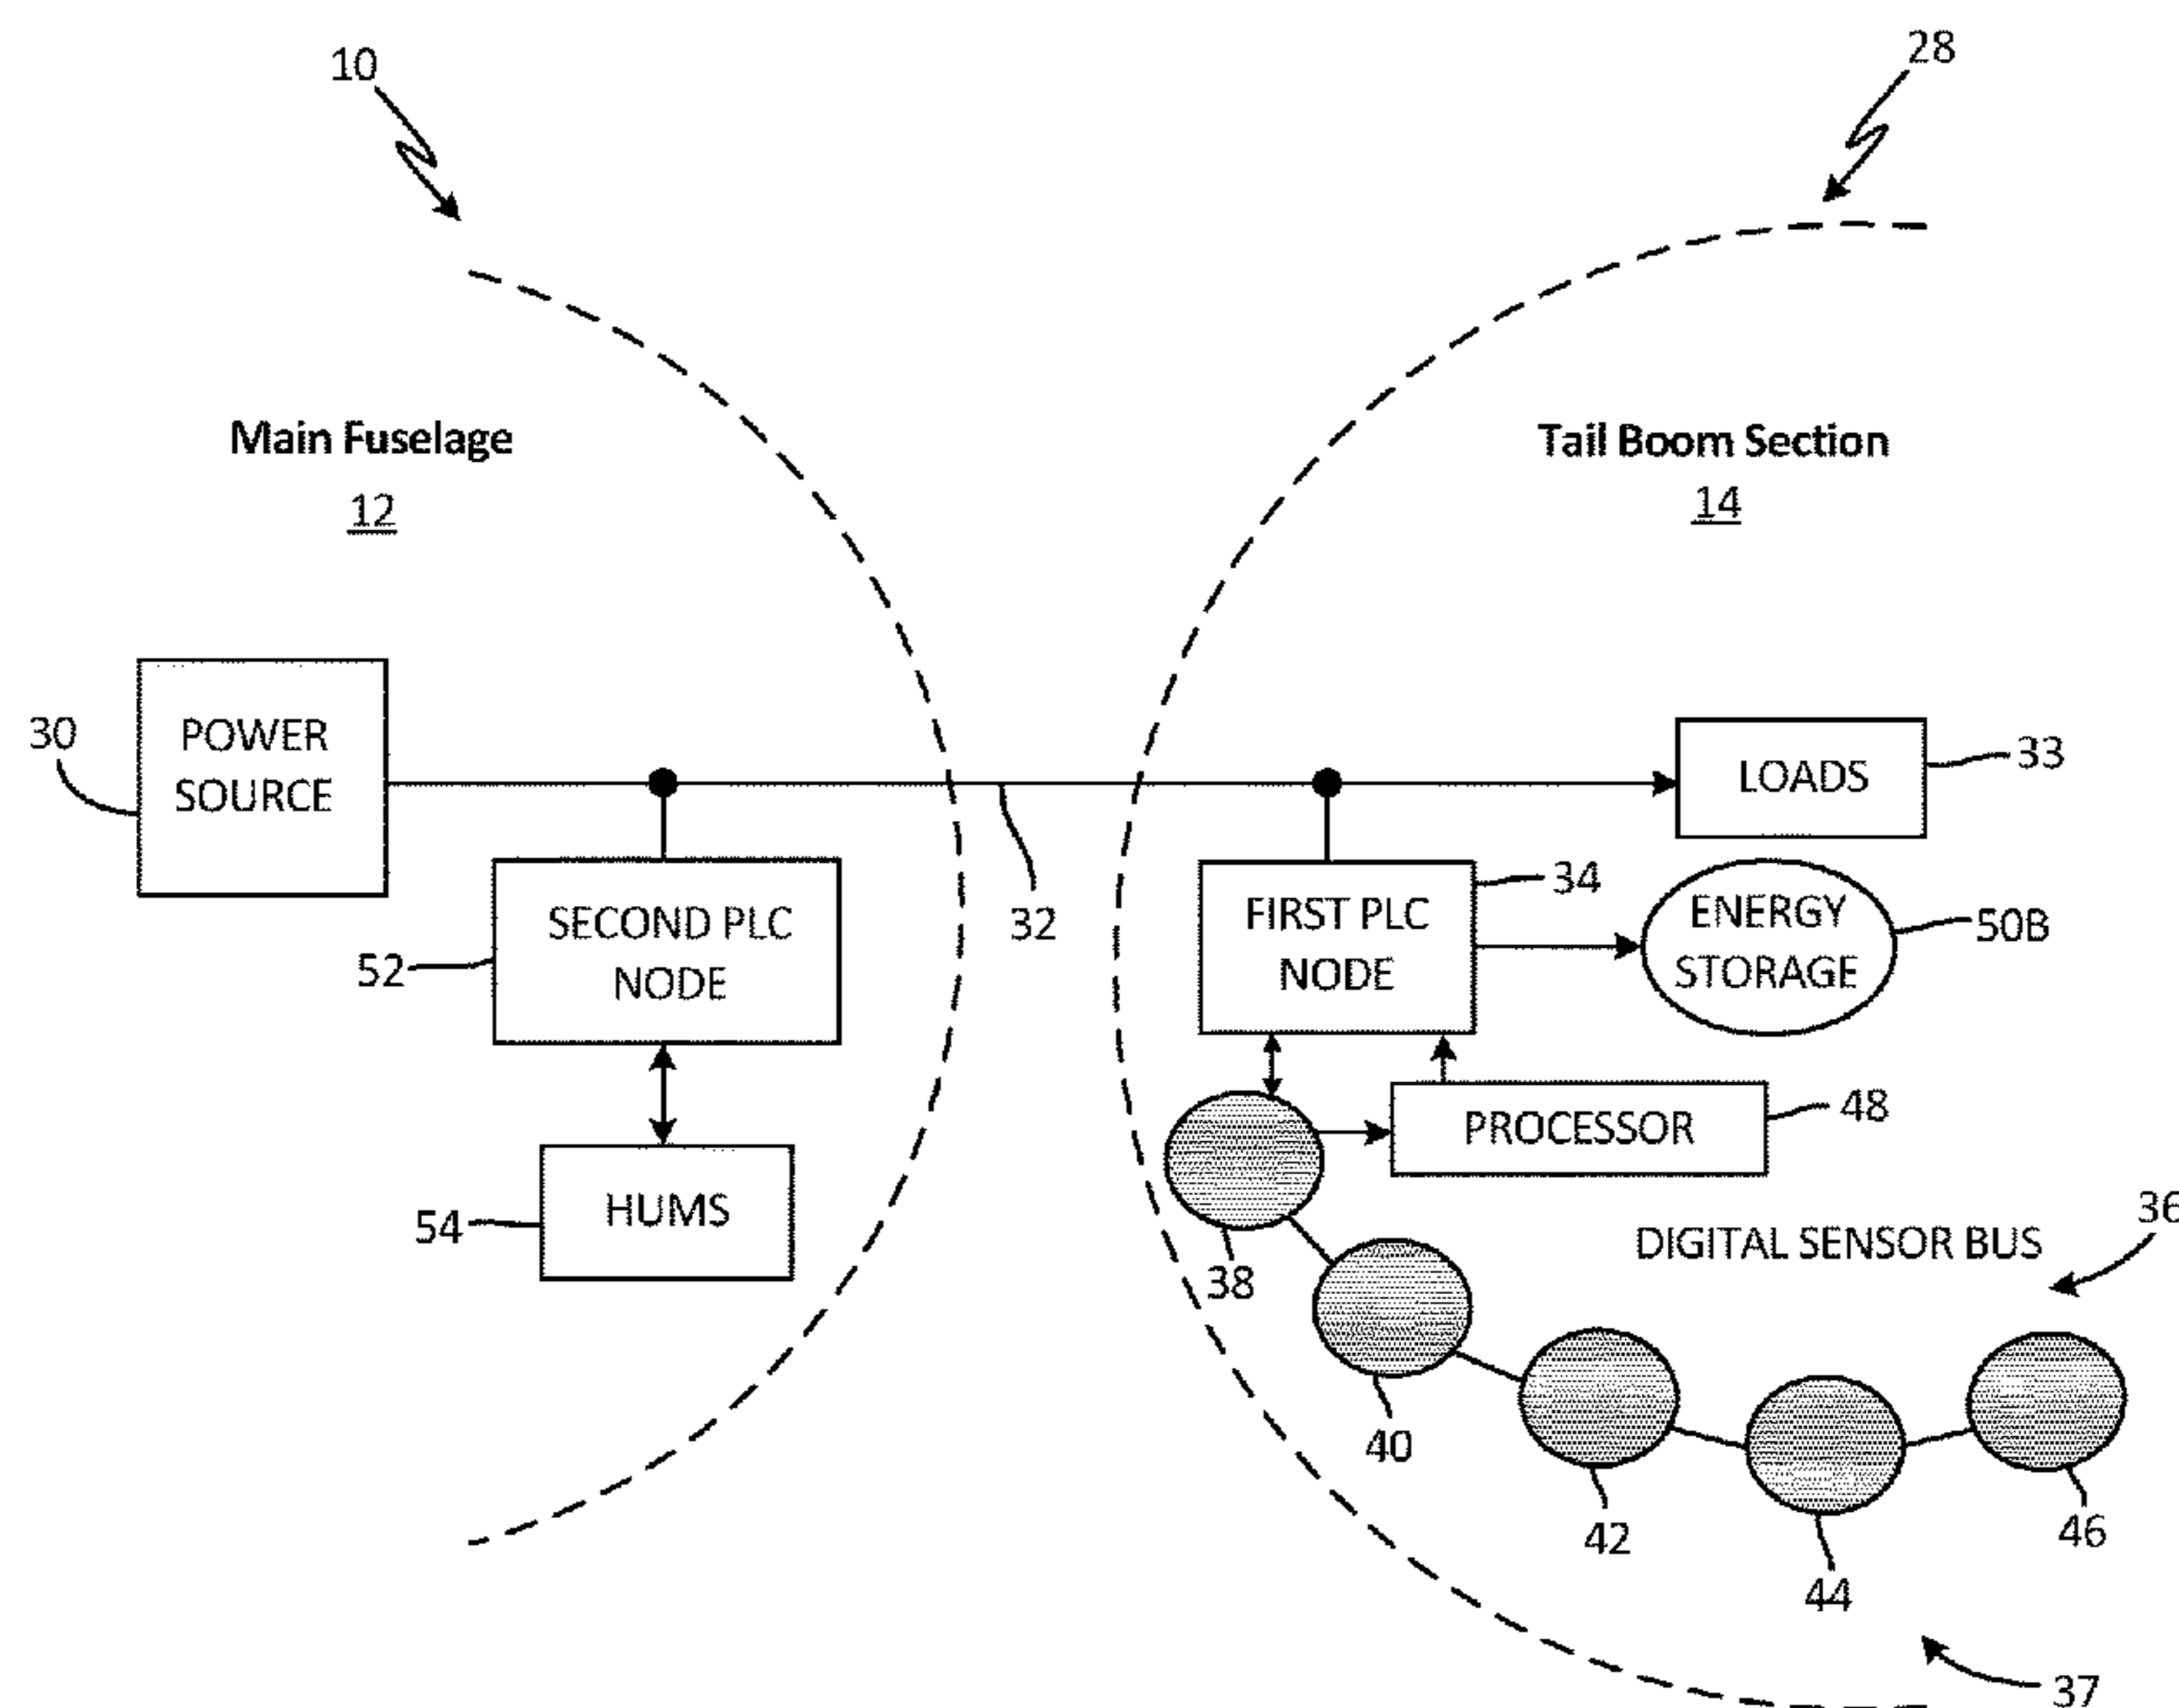 10
28
Main Fuselage
12
Tail Boom Section
14
30
POWER
SOURCE
LOADS
33
32
SECOND PLC
NODE
52
FIRST PLC
NODE
34
ENERGY
STORAGE
50B
HUMS
54
PROCESSOR
48
DIGITAL SENSOR BUS
36
38
40
42
44
46
37